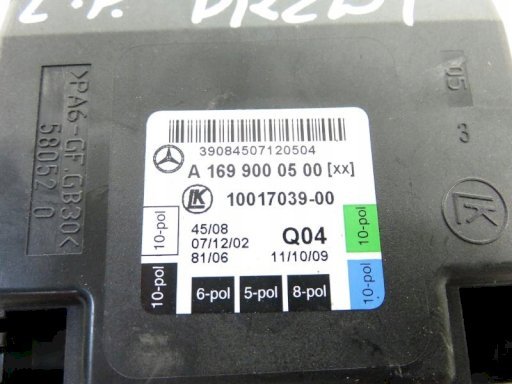 L.P. PRZÓD
>PA6-GF.GB30<
58052 0
05
3
39084507120504
A 169 900 05 00 [xx]
LK 10017039-00
45/08
07/12/02 Q04
81/06 11/10/09
10-pol 10-pol
10-pol 6-pol 5-pol 8-pol 10-pol
LK